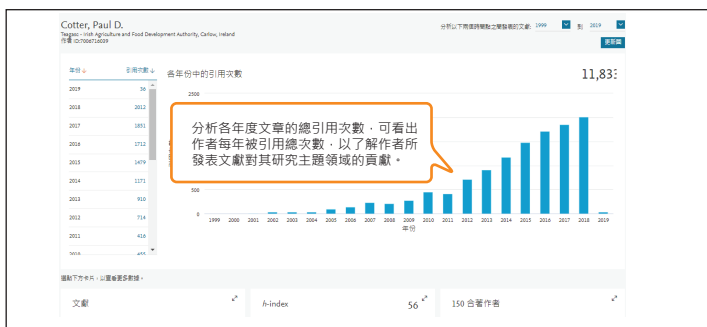 Cotter, Paul D.
Teagasc - Irish Agriculture and Food Development Authority, Carlow, Ireland
作者 ID:7006716039
分析以下兩個時間點之間發表的文獻: 1999 到 2019
更新圖
年份 引用次數
各年份中的引用次數
11,83
2019 36
2018 2012
2017 1851
2016 1712
2015 1479
2014 1171
2013 910
2012 714
2011 416
2010 455
2500
500
0
分析各年度文章的總引用次數，可看出
作者每年被引用總次數，以了解作者所
發表文獻對其研究主題領域的貢獻。
1999 2000 2001 2002 2003 2004 2005 2006 2007 2008 2009 2010 2011 2012 2013 2014 2015 2016 2017 2018 2019
年份
選取下方卡片，以查看更多數據。
文獻
h-index 56
150 合著作者